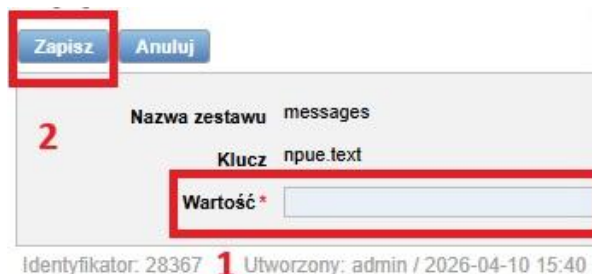 Zapisz Anuluj
Nazwa zestawu messages
2
Klucz npue.text
Wartość *
Identyfikator: 28367 1 Utworzony: admin / 2026-04-10 15:40